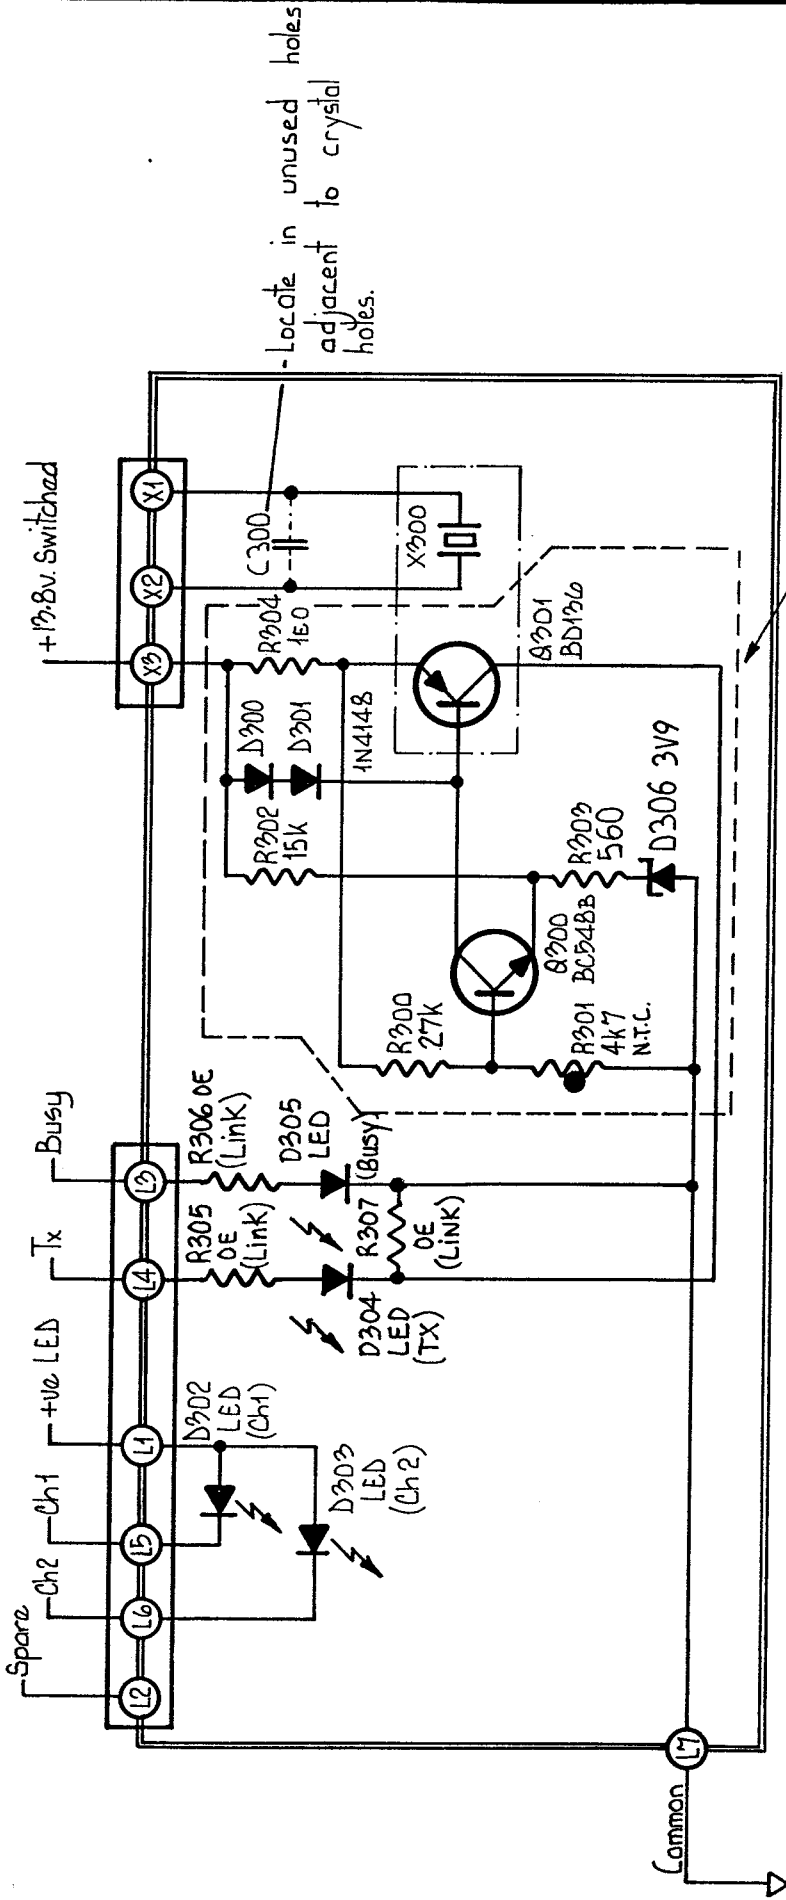 Spare
Ch2
Ch1
+ve LED
Tx
Busy
+13.8v. Switched
L2
L6
L5
L1
L4
L3
X3
X2
X1
D302
LED
(Ch1)
D303
LED
(Ch2)
R305
OE
(Link)
R306 OE
(Link)
D304
LED
(TX)
D305
LED
(Busy)
R307
OE
(LINK)
R300
27k
R301
4k7
N.T.C.
Q300
BC548B
R302
15k
D300
D301
1N4148
R304
1E0
R303
560
D306 3V9
Q301
BD136
X300
C300
- Locate in unused holes
adjacent to crystal
holes.
L7
Common